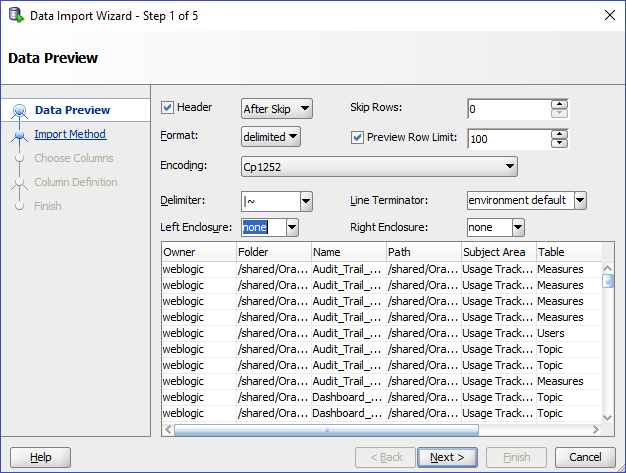 Data Import Wizard - Step 1 of 5
Data Preview
Data Preview
Import Method
Choose Columns
Column Definition
Finish
Header After Skip Skip Rows: 0
Format: delimited Preview Row Limit: 100
Encoding: Cp1252
Delimiter: |~ Line Terminator: environment default
Left Enclosure: none Right Enclosure: none
Owner Folder Name Path Subject Area Table
weblogic /shared/Ora... Audit_Trail_... /shared/Ora... Usage Track... Measures
weblogic /shared/Ora... Audit_Trail_... /shared/Ora... Usage Track... Measures
weblogic /shared/Ora... Audit_Trail_... /shared/Ora... Usage Track... Measures
weblogic /shared/Ora... Audit_Trail_... /shared/Ora... Usage Track... Measures
weblogic /shared/Ora... Audit_Trail_... /shared/Ora... Usage Track... Users
weblogic /shared/Ora... Audit_Trail_... /shared/Ora... Usage Track... Topic
weblogic /shared/Ora... Audit_Trail_... /shared/Ora... Usage Track... Topic
weblogic /shared/Ora... Audit_Trail_... /shared/Ora... Usage Track... Measures
weblogic /shared/Ora... Dashboard_... /shared/Ora... Usage Track... Topic
weblogic /shared/Ora... Dashboard_... /shared/Ora... Usage Track... Topic
Help < Back Next > Finish Cancel